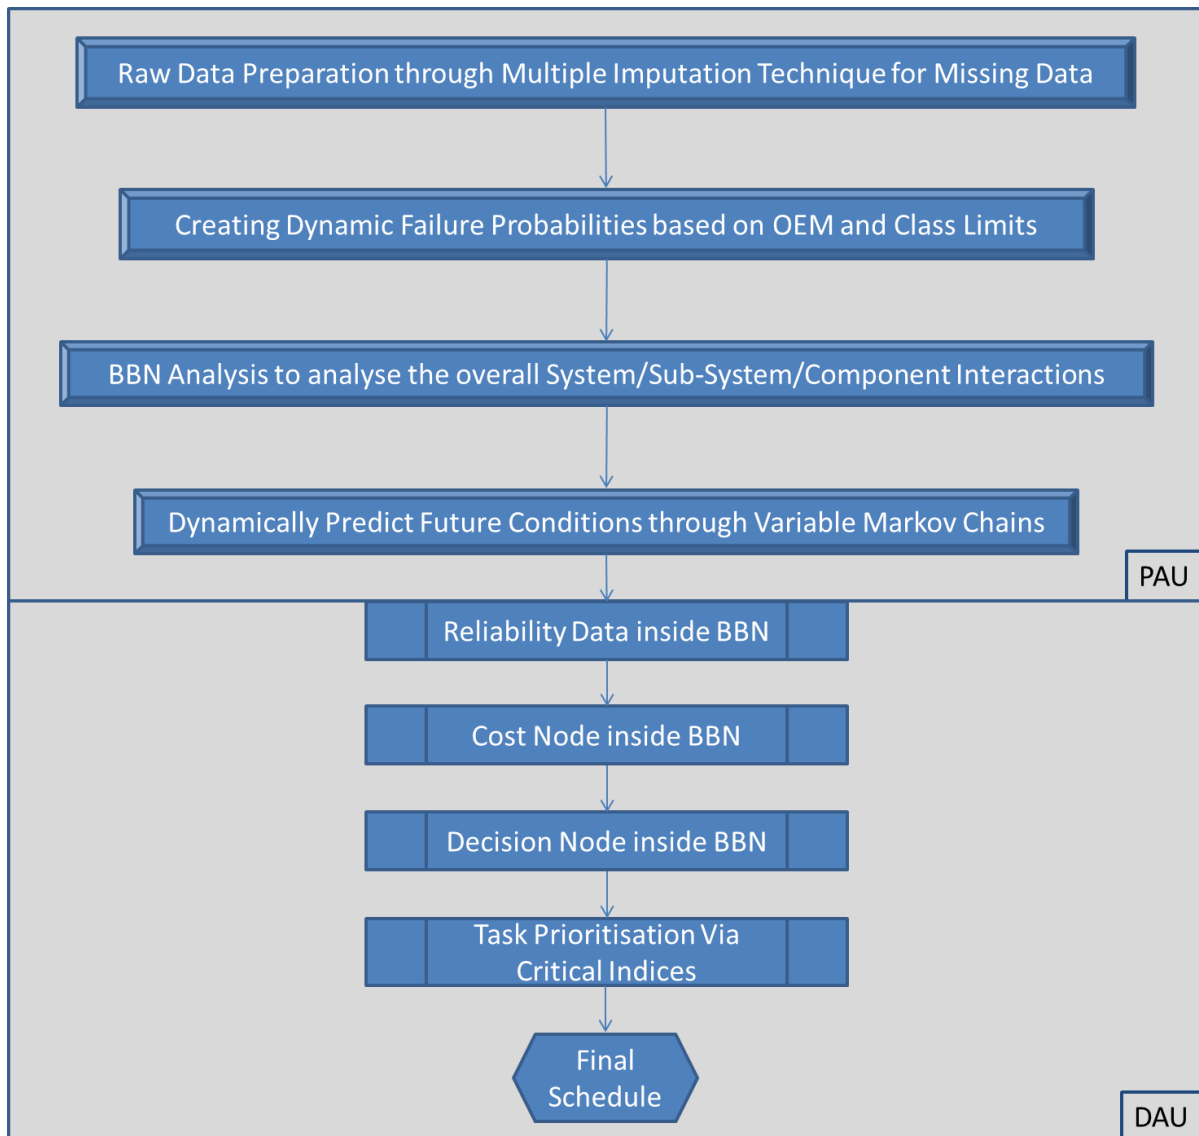 Raw Data Preparation through Multiple Imputation Technique for Missing Data
Creating Dynamic Failure Probabilities based on OEM and Class Limits
BBN Analysis to analyse the overall System/Sub-System/Component Interactions
Dynamically Predict Future Conditions through Variable Markov Chains
PAU
Reliability Data inside BBN
Cost Node inside BBN
Decision Node inside BBN
Task Prioritisation Via
Critical Indices
Final
Schedule
DAU